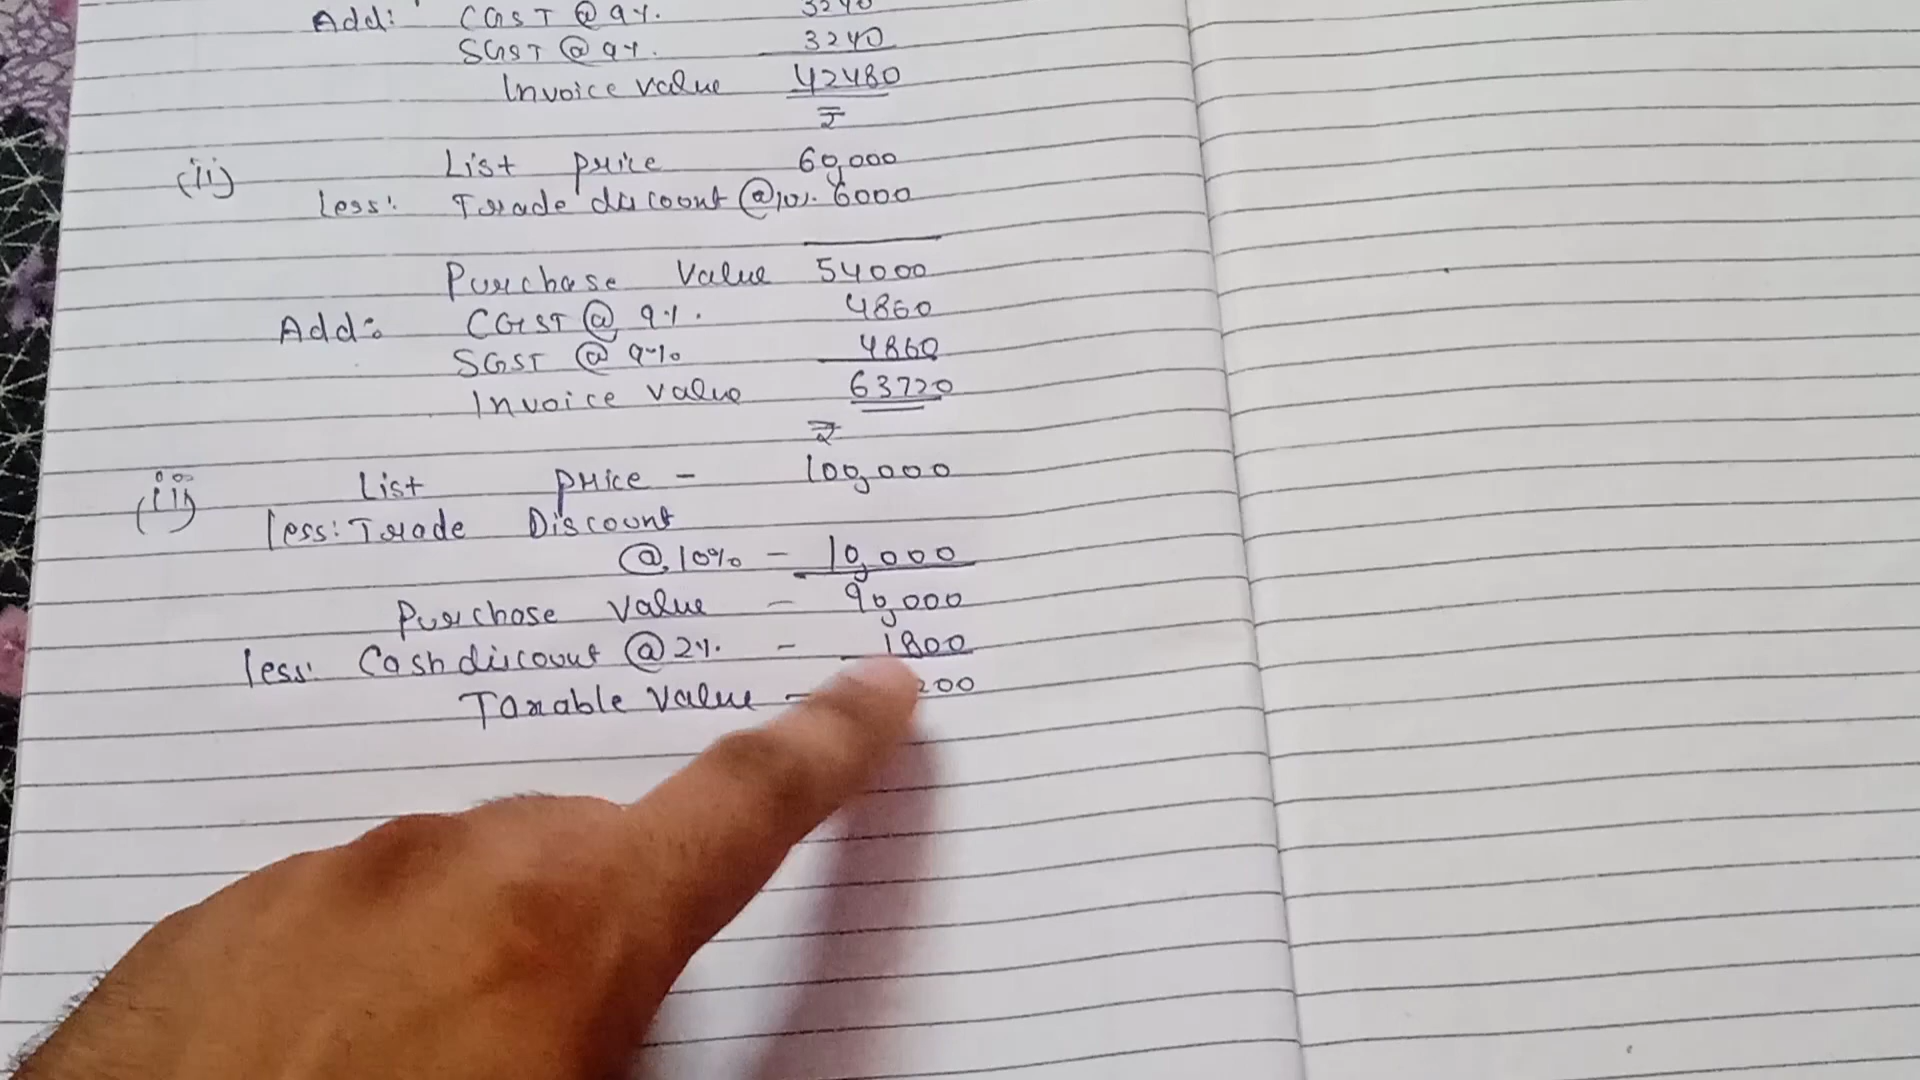 Add: CGST @ 9%. 3240
SGST @ 9%. 3240
Invoice value 42480
₹
(ii) List price 60,000
less: Trade discount @10%. 6000
Purchase Value 54000
Add: CGST @ 9%. 4860
SGST @ 9% 4860
Invoice value 63720
₹
(iii) List price - 100,000
less: Trade Discount
@ 10% - 10,000
Purchase Value - 90,000
less: Cash discount @ 2%. - 1800
Taxable Value - 200